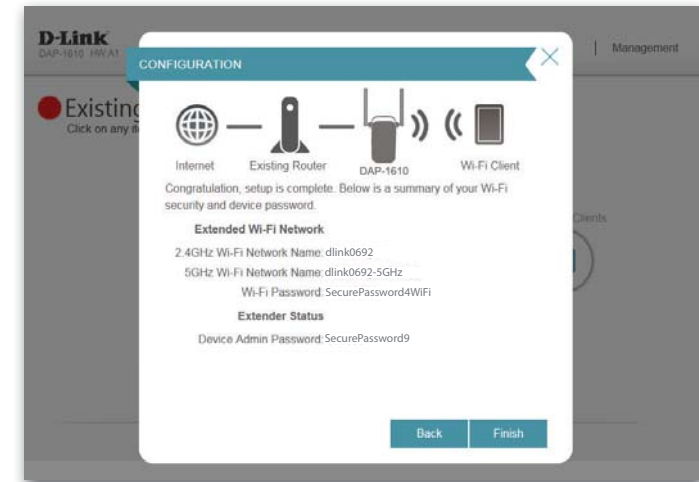 D-Link
DAP-1610 HW:A1
Management
CONFIGURATION
Existing
Click on any
Internet
Existing Router
DAP-1610
Wi-Fi Client
Congratulation, setup is complete. Below is a summary of your Wi-Fi
security and device password.
Extended Wi-Fi Network
2.4GHz Wi-Fi Network Name: dlink0692
5GHz Wi-Fi Network Name: dlink0692-5GHz
Wi-Fi Password: SecurePassword4WiFi
Extender Status
Device Admin Password: SecurePassword9
Clients
Back
Finish